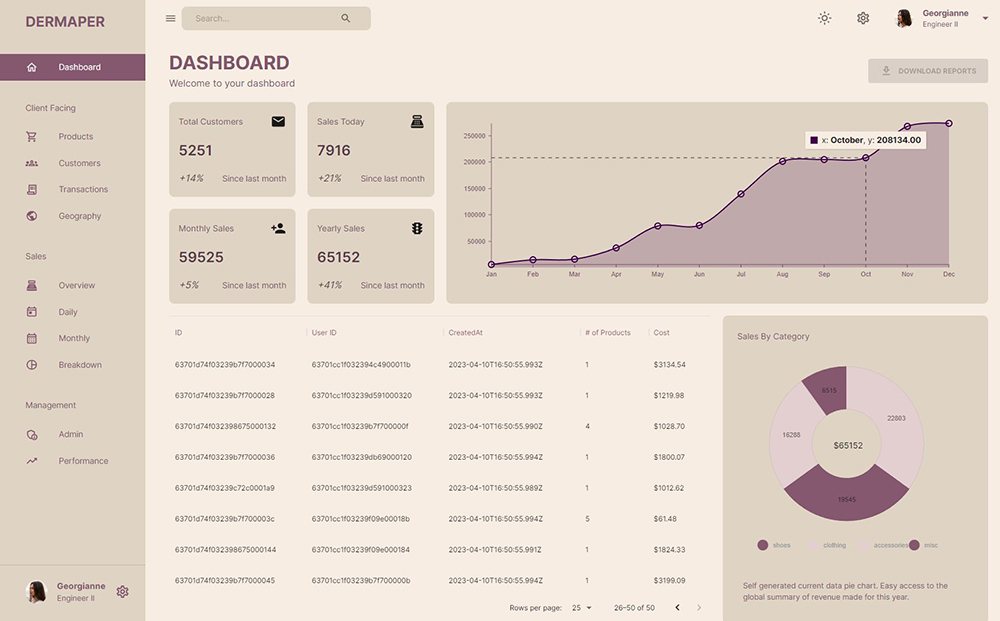 DERMAPER
Search...
Georgianne
Engineer II
Dashboard
Client Facing
Products
Customers
Transactions
Geography
Sales
Overview
Daily
Monthly
Breakdown
Management
Admin
Performance
Georgianne
Engineer II
DASHBOARD
Welcome to your dashboard
DOWNLOAD REPORTS
Total Customers
5251
+14% Since last month
Sales Today
7916
+21% Since last month
Monthly Sales
59525
+5% Since last month
Yearly Sales
65152
+41% Since last month
250000
200000
150000
100000
50000
x: October, y: 208134.00
Jan Feb Mar Apr May Jun Jul Aug Sep Oct Nov Dec
ID User ID CreatedAt # of Products Cost
63701d74f03239b7f7000034 63701cc1f032394c4900011b 2023-04-10T16:50:55.993Z 1 $3134.54
63701d74f03239b7f7000028 63701cc1f03239d591000320 2023-04-10T16:50:55.993Z 1 $1219.98
63701d74f032398675000132 63701cc1f03239b7f700000f 2023-04-10T16:50:55.990Z 4 $1028.70
63701d74f03239b7f7000036 63701cc1f03239db69000120 2023-04-10T16:50:55.994Z 1 $1800.07
63701d74f03239c72c0001a9 63701cc1f03239d591000323 2023-04-10T16:50:55.989Z 1 $1012.62
63701d74f03239b7f700003c 63701cc1f03239f09e00018b 2023-04-10T16:50:55.994Z 5 $61.48
63701d74f032398675000144 63701cc1f03239f09e000184 2023-04-10T16:50:55.991Z 1 $1824.33
63701d74f03239b7f7000045 63701cc1f03239b7f700000b 2023-04-10T16:50:55.994Z 1 $3199.09
Rows per page: 25 26–50 of 50
Sales By Category
6515
22803
16288
$65152
19545
shoes clothing accessories misc
Self generated current data pie chart. Easy access to the
global summary of revenue made for this year.